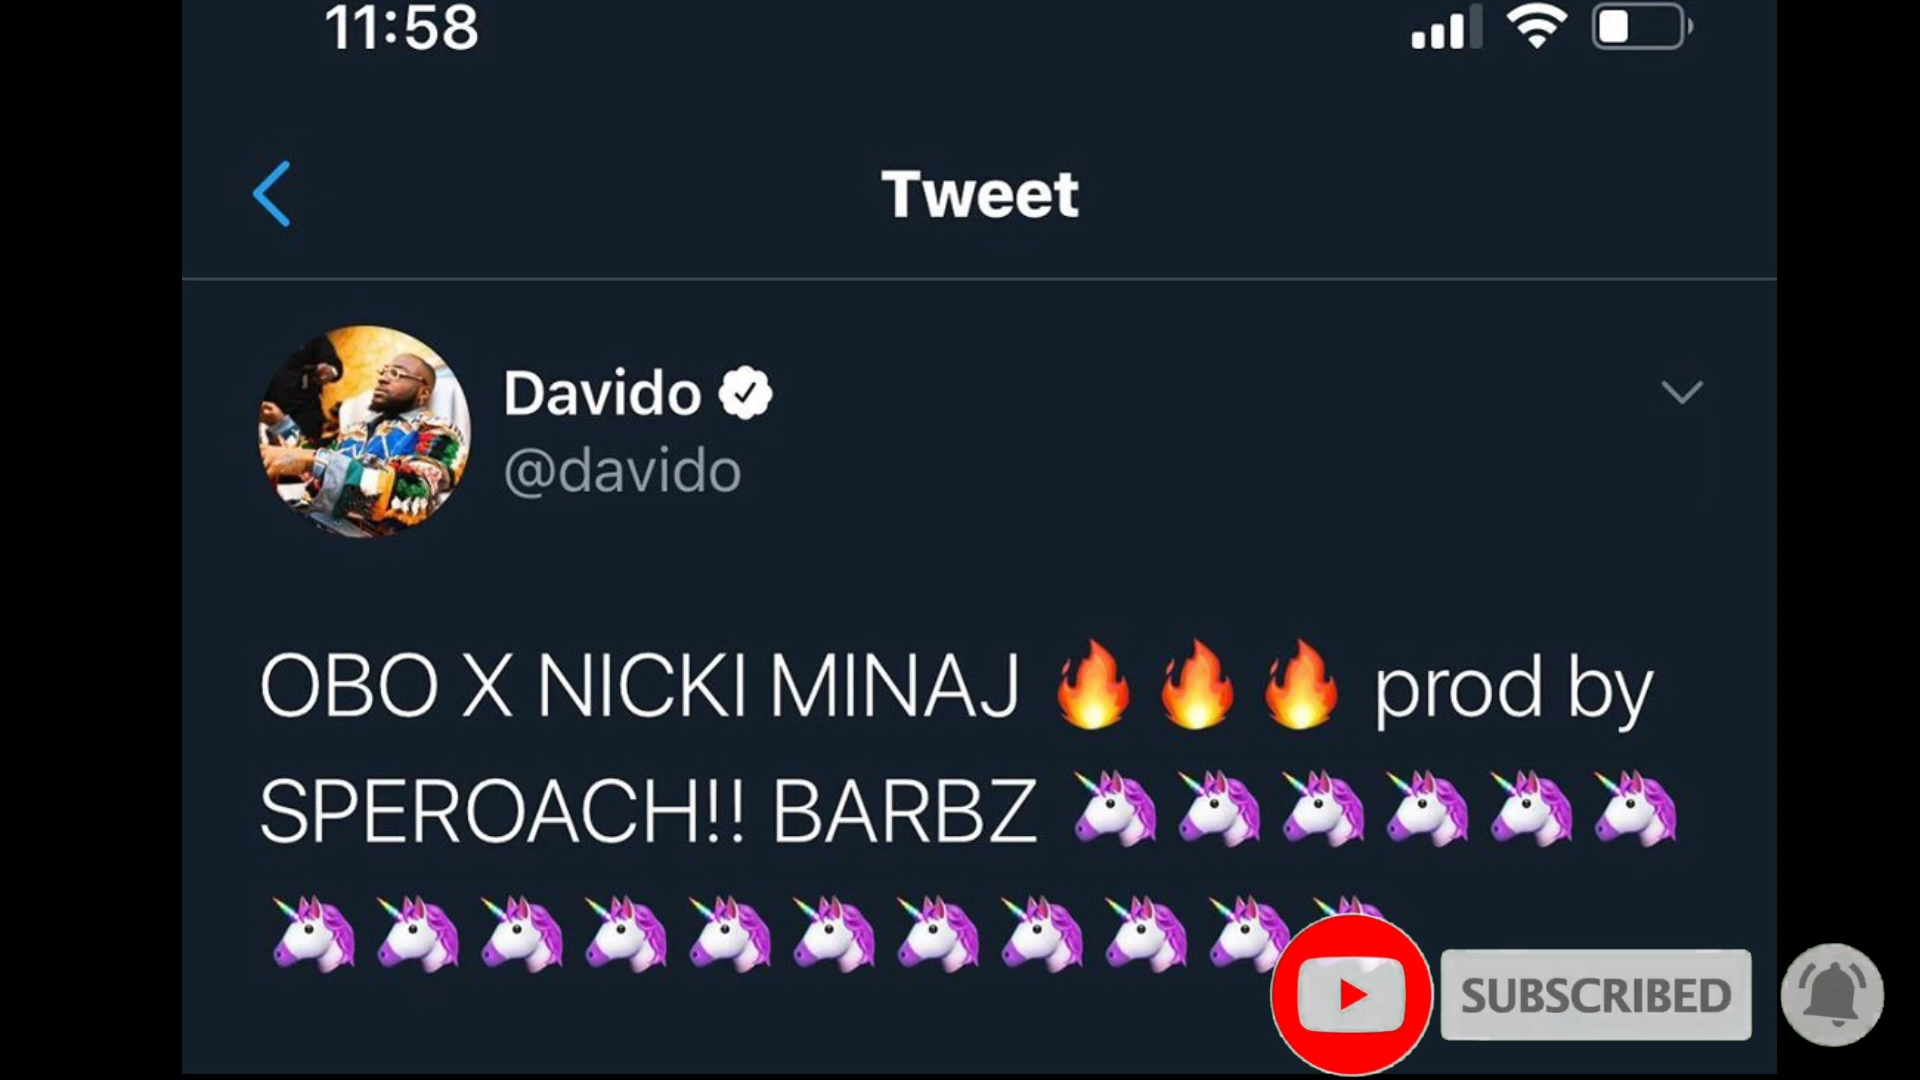 11:58
Tweet
Davido
@davido
OBO X NICKI MINAJ 🔥 🔥 🔥 prod by
SPEROACH!! BARBZ 🦄 🦄 🦄 🦄 🦄 🦄
🦄 🦄 🦄 🦄 🦄 🦄 🦄 🦄 🦄 🦄 🦄
SUBSCRIBED